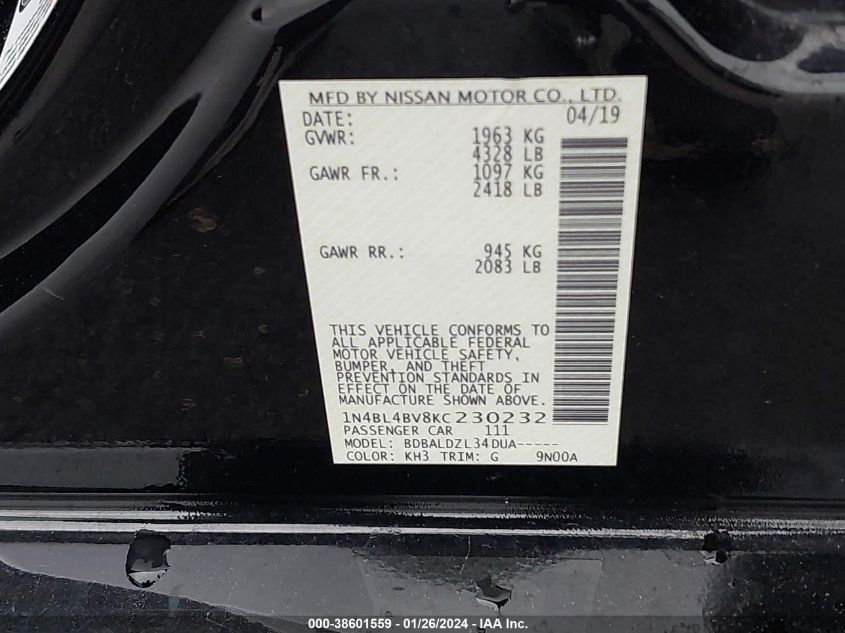 MFD BY NISSAN MOTOR CO., LTD.
DATE: 04/19
GVWR: 1963 KG
4328 LB
GAWR FR.: 1097 KG
2418 LB
GAWR RR.: 945 KG
2083 LB
THIS VEHICLE CONFORMS TO
ALL APPLICABLE FEDERAL
MOTOR VEHICLE SAFETY,
BUMPER, AND THEFT
PREVENTION STANDARDS IN
EFFECT ON THE DATE OF
MANUFACTURE SHOWN ABOVE.
1N4BL4BV8KC230232
PASSENGER CAR 111
MODEL: BDBALDZL34DUA-----
COLOR: KH3 TRIM: G 9N00A
000-38601559 - 01/26/2024 - IAA Inc.